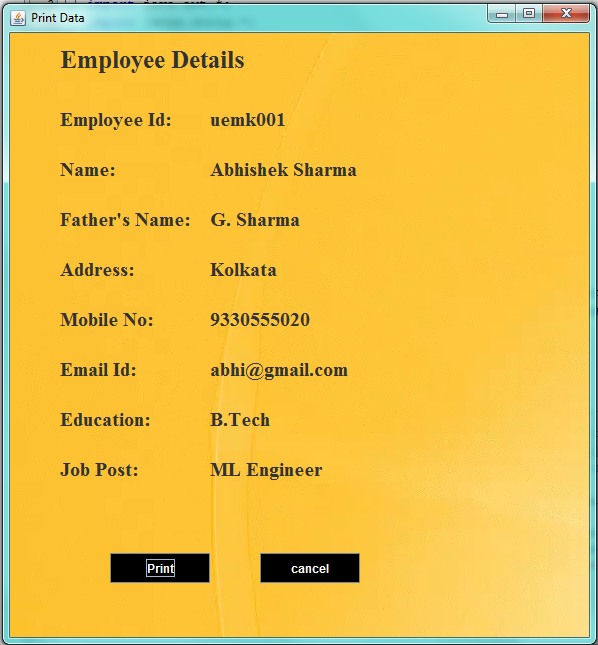 Print Data
Employee Details
Employee Id: uemk001
Name: Abhishek Sharma
Father's Name: G. Sharma
Address: Kolkata
Mobile No: 9330555020
Email Id: abhi@gmail.com
Education: B.Tech
Job Post: ML Engineer
Print cancel